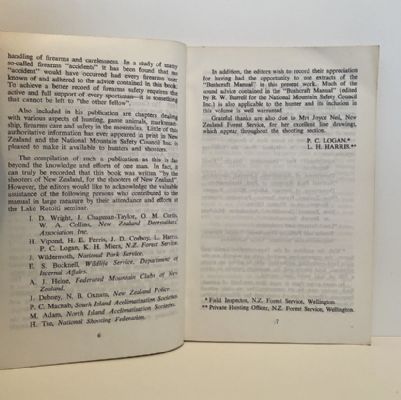 handling of firearms and carelessness. In a study of many
so-called firearm "accidents" it has been found that no
"accident" would have occurred had every firearms user
known of and adhered to the advice contained in this book.
To achieve a better record of firearms safety requires the
active and full support of every sportsman—it is something
that cannot be left to "the other fellow".
Also included in this publication are chapters dealing
with various aspects of hunting, game animals, marksman-
ship, firearms care and safety in the mountains. Little of this
authoritative information has ever appeared in print in New
Zealand and the National Mountain Safety Council Inc. is
pleased to make it available to hunters and shooters.
The compilation of such a publication as this is far
beyond the knowledge and efforts of one man. In fact, it
can truly be recorded that this book was written "by the
shooters of New Zealand, for the shooters of New Zealand".
However, the editors would like to acknowledge the valuable
assistance of the following persons who contributed to the
manual in large measure by their attendance and efforts at
the Lake Rotoiti seminar.
I. D. Wright, J. Chapman-Taylor, O. M. Curtis,
W. A. Collins, New Zealand Deerstalkers'
Association Inc.
H. Vipond, H. E. Ferris, J. D. Crosby, L. Harris,
P. C. Logan, K. H. Miers, N.Z. Forest Service.
J. Wildermoth, National Park Service.
F. S. Bucknell, Wildlife Service, Department of
Internal Affairs.
A. J. Heine, Federated Mountain Clubs of New
Zealand.
J. Dehosy, N. B. Oxnam, New Zealand Police.
P. C. Macnab, South Island Acclimatisation Societies.
M. Adam, North Island Acclimatisation Societies.
H. Tso, National Shooting Federation.
6
In addition, the editors wish to record their appreciation
for having had the opportunity to use extracts of the
"Bushcraft Manual" in this present work. Much of the
sound advice contained in the "Bushcraft Manual" (edited
by R. W. Burrell for the National Mountain Safety Council
Inc.) is also applicable to the hunter and its inclusion in
this volume is well warranted.
Grateful thanks are also due to Mrs Joyce Neil, New
Zealand Forest Service, for her excellent line drawings,
which appear throughout the shooting section.
P. C. LOGAN.*
L. H. HARRIS.**
* Field Inspector, N.Z. Forest Service, Wellington.
** Private Hunting Officer, N.Z. Forest Service, Wellington.
7